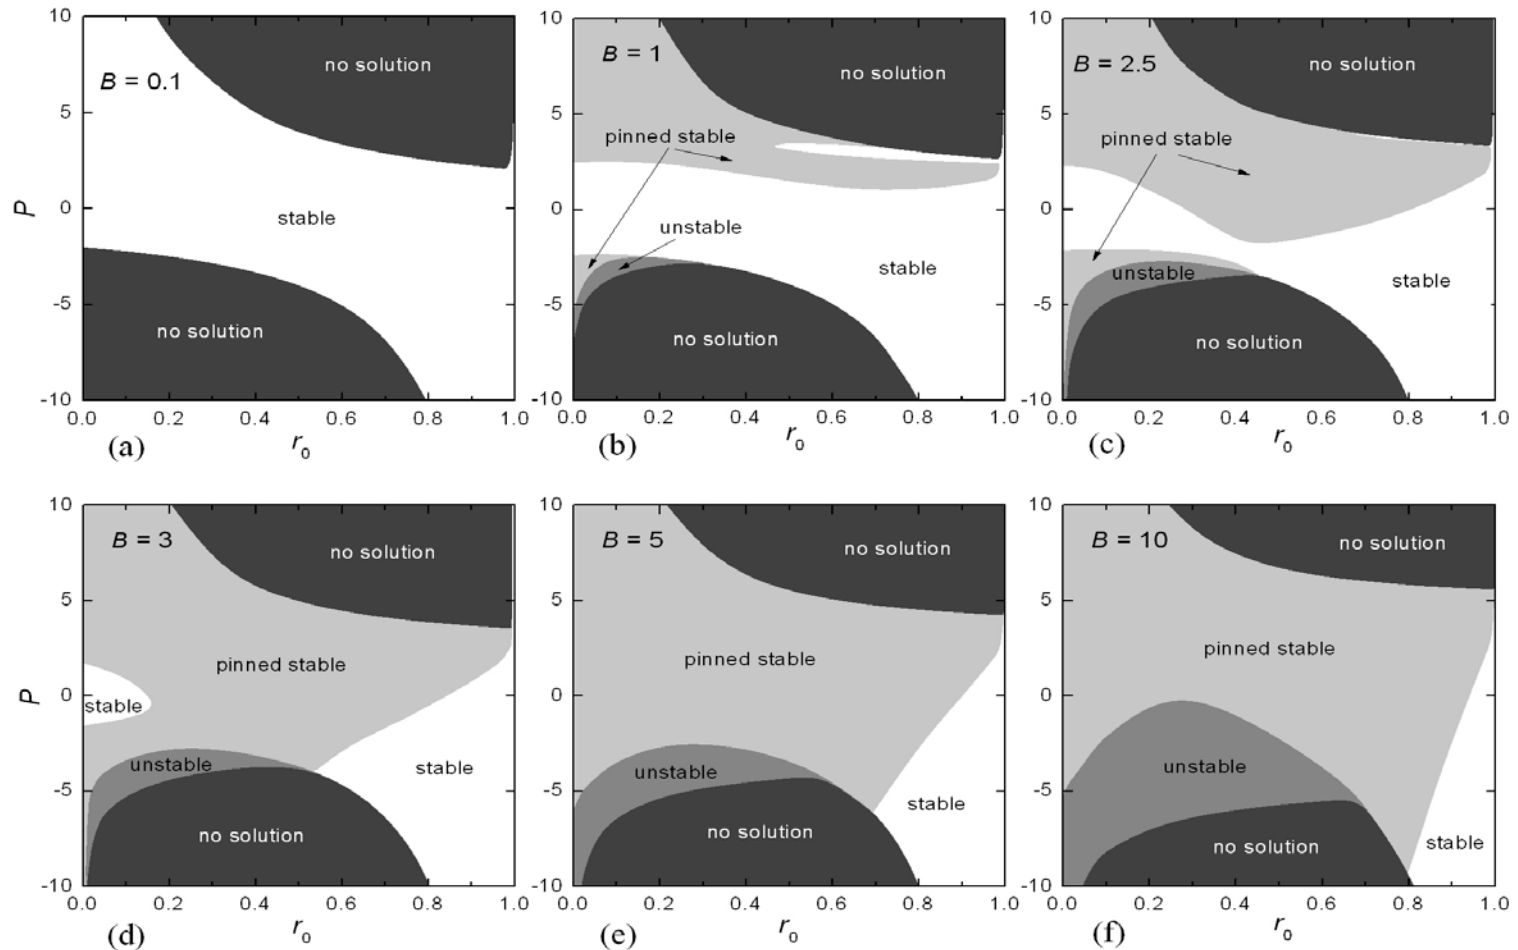 10
5
0
-5
-10
P
B = 0.1
no solution
stable
no solution
0.0 0.2 0.4 0.6 0.8 1.0
(a)
r0
10
5
0
-5
-10
B = 1
no solution
pinned stable
unstable
stable
no solution
0.0 0.2 0.4 0.6 0.8 1.0
(b)
r0
10
5
0
-5
-10
B = 2.5
no solution
pinned stable
unstable
stable
no solution
0.0 0.2 0.4 0.6 0.8 1.0
(c)
r0
10
5
0
-5
-10
P
B = 3
no solution
pinned stable
stable
unstable
stable
no solution
0.0 0.2 0.4 0.6 0.8 1.0
(d)
r0
10
5
0
-5
-10
B = 5
no solution
pinned stable
unstable
stable
no solution
0.0 0.2 0.4 0.6 0.8 1.0
(e)
r0
10
5
0
-5
-10
B = 10
no solution
pinned stable
unstable
stable
no solution
0.0 0.2 0.4 0.6 0.8 1.0
(f)
r0